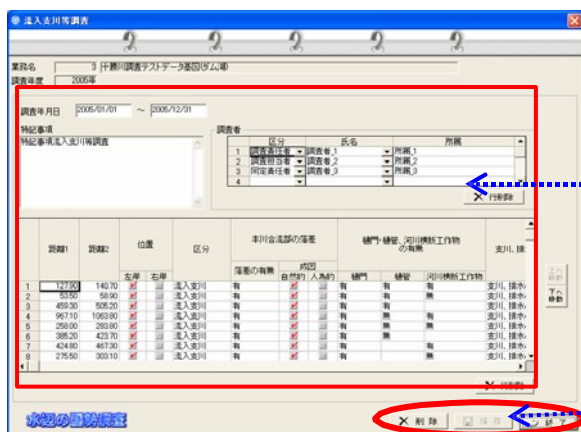 流入支川等調査
業務名 3 十勝川調査テストデータ基図(ダム湖)
調査年度 2005年
調査年月日 2005/01/01 ~ 2005/12/31
特記事項
特記事項流入支川等調査
調査者
区分 氏名 所属
1 調査責任者 調査者_1 所属_1
2 調査担当者 調査者_2 所属_2
3 同定責任者 調査者_3 所属_3
4
行削除
距離1 距離2 位置 区分 本川合流部の落差 樋門・樋管、河川横断工作物の有無 支川、排
左岸 右岸 落差の有無 成因 自然的 人為的 樋門 樋管 河川横断工作物
1 127.90 140.70 流入支川 有 有 有 有 支川、排水
2 53.50 58.90 流入支川 有 有 有 無 支川、排水
3 459.30 505.20 流入支川 有 有 有 支川、排水
4 967.10 1063.80 流入支川 有 有 無 有 支川、排水
5 258.00 283.80 流入支川 有 有 無 無 支川、排水
6 385.20 423.70 流入支川 有 有 無 支川、排水
7 424.80 467.30 流入支川 有 有 有 支川、排水
8 275.50 303.10 流入支川 有 有 無 支川、排水
上へ移動
下へ移動
行削除
水辺の国勢調査
削除 保存 終了